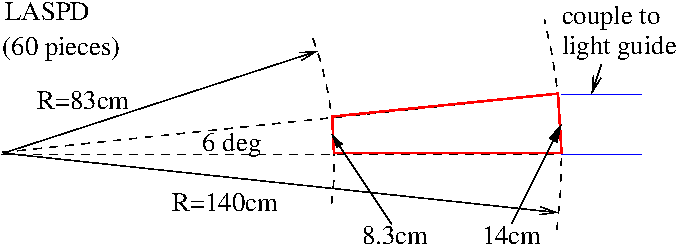 LASPD
(60 pieces)
couple to
light guide
R=83cm
6 deg
R=140cm
8.3cm
14cm